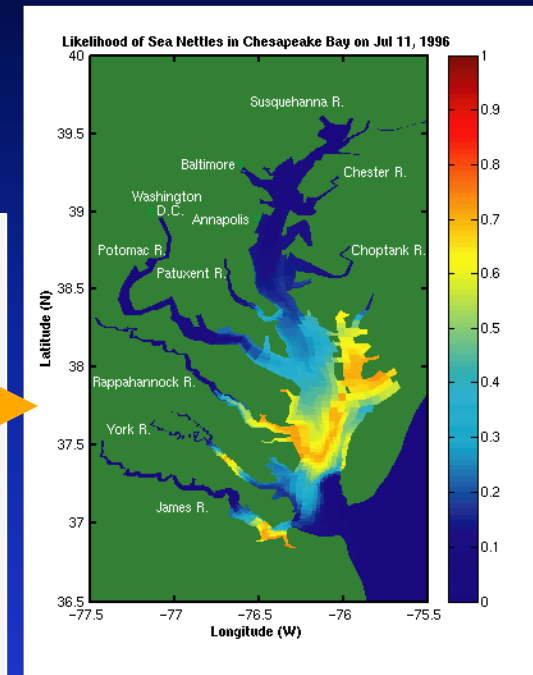 Likelihood of Sea Nettles in Chesapeake Bay on Jul 11, 1996
40
39.5
39
38.5
38
37.5
37
36.5
Latitude (N)
Susquehanna R.
Baltimore
Chester R.
Washington
D.C.
Annapolis
Potomac R.
Choptank R.
Patuxent R.
Rappahannock R.
York R.
James R.
−77.5 −77 −76.5 −76 −75.5
Longitude (W)
1
0.9
0.8
0.7
0.6
0.5
0.4
0.3
0.2
0.1
0